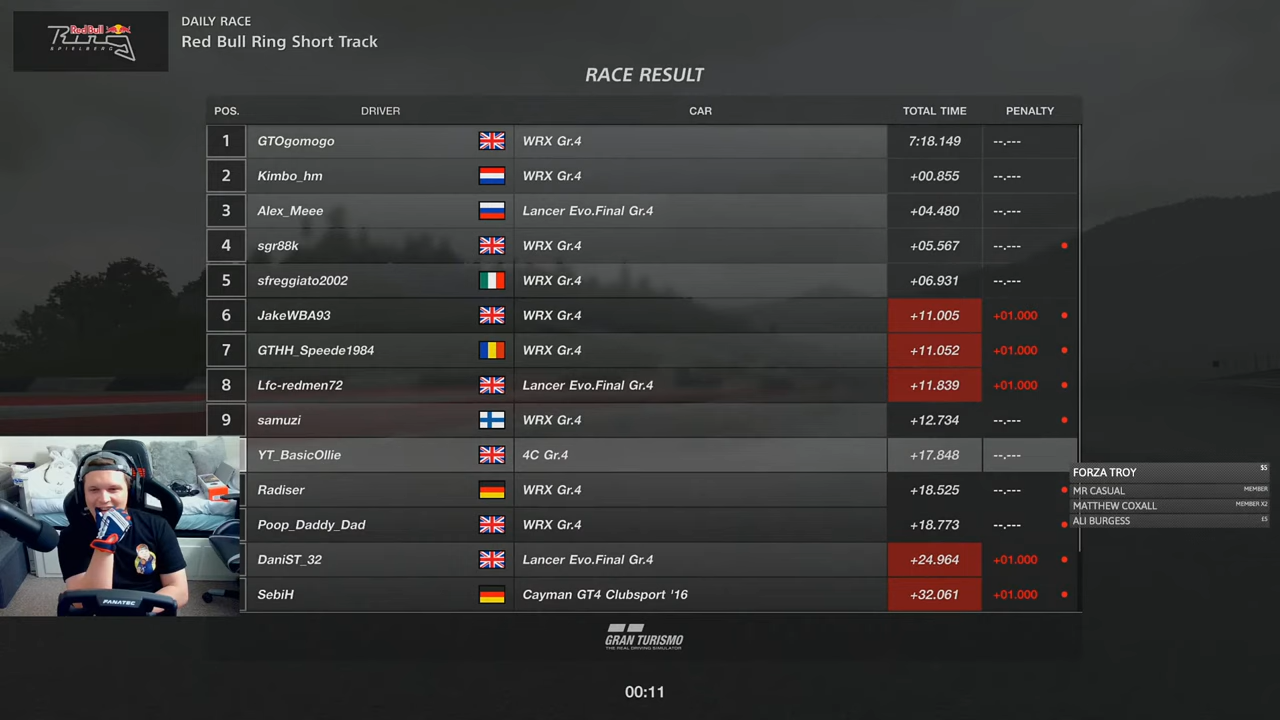 Red Bull
Ring
SPIELBERG
DAILY RACE
Red Bull Ring Short Track
RACE RESULT
POS. DRIVER CAR TOTAL TIME PENALTY
1 GTOgomogo WRX Gr.4 7:18.149 --.---
2 Kimbo_hm WRX Gr.4 +00.855 --.---
3 Alex_Meee Lancer Evo.Final Gr.4 +04.480 --.---
4 sgr88k WRX Gr.4 +05.567 --.---
5 sfreggiato2002 WRX Gr.4 +06.931 --.---
6 JakeWBA93 WRX Gr.4 +11.005 +01.000
7 GTHH_Speede1984 WRX Gr.4 +11.052 +01.000
8 Lfc-redmen72 Lancer Evo.Final Gr.4 +11.839 +01.000
9 samuzi WRX Gr.4 +12.734 --.---
YT_BasicOllie 4C Gr.4 +17.848 --.---
Radiser WRX Gr.4 +18.525 --.---
Poop_Daddy_Dad WRX Gr.4 +18.773 --.---
DaniST_32 Lancer Evo.Final Gr.4 +24.964 +01.000
SebiH Cayman GT4 Clubsport '16 +32.061 +01.000
FORZA TROY $5
MR CASUAL MEMBER
MATTHEW COXALL MEMBER X2
ALI BURGESS £5
FANATEC
GRAN TURISMO
THE REAL DRIVING SIMULATOR
00:11